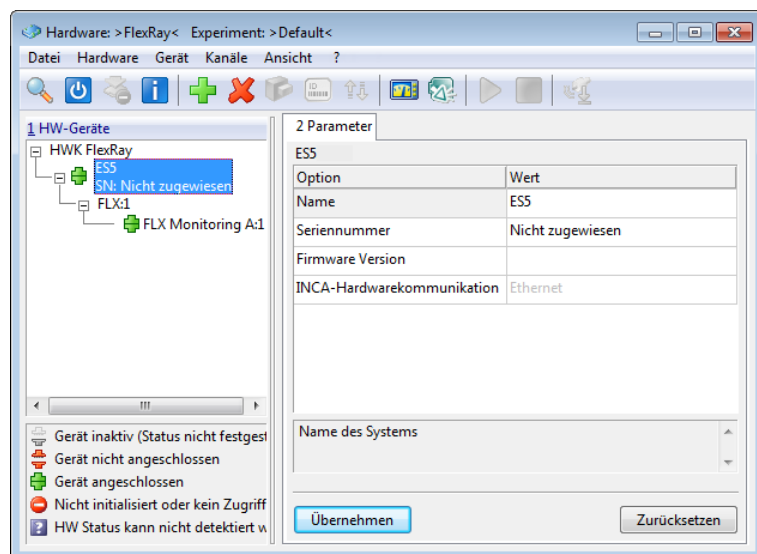 Hardware: >FlexRay< Experiment: >Default<
Datei Hardware Gerät Kanäle Ansicht ?
1 HW-Geräte
HWK FlexRay
ES5
SN: Nicht zugewiesen
FLX:1
FLX Monitoring A:1
Gerät inaktiv (Status nicht festgest
Gerät nicht angeschlossen
Gerät angeschlossen
Nicht initialisiert oder kein Zugriff
HW Status kann nicht detektiert w
2 Parameter
ES5
Option Wert
Name ES5
Seriennummer Nicht zugewiesen
Firmware Version
INCA-Hardwarekommunikation Ethernet
Name des Systems
Übernehmen Zurücksetzen